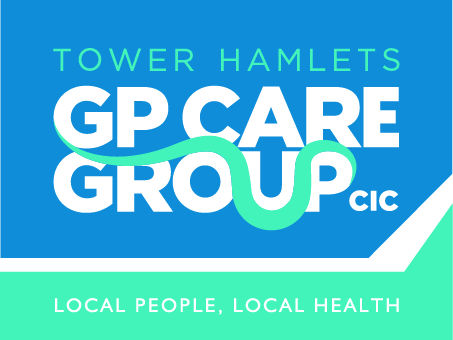 TOWER HAMLETS
GP CARE
GROUP CIC
LOCAL PEOPLE, LOCAL HEALTH